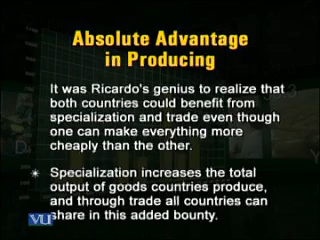 Absolute Advantage
in Producing
It was Ricardo's genius to realize that
both countries could benefit from
specialization and trade even though
one can make everything more
cheaply than the other.
✶ Specialization increases the total
output of goods countries produce,
and through trade all countries can
share in this added bounty.
VU